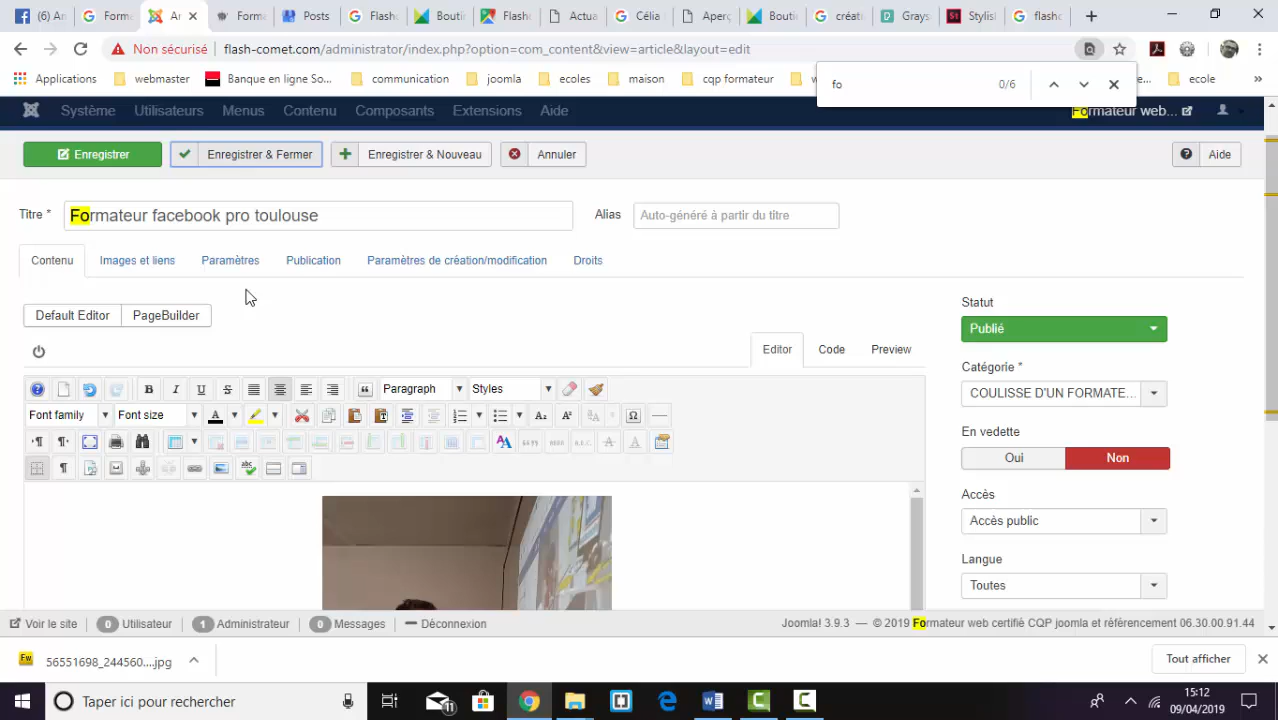 (6) An
Form
Ar
Forma
Posts
Flash
Boutir
Flash
Actua
Célia
Aperç
Boutir
créati
Grays
Stylis
flashc
Non sécurisé
flash-comet.com/administrator/index.php?option=com_content&view=article&layout=edit
Applications
webmaster
Banque en ligne So...
communication
joomla
ecoles
maison
cqp formateur
ecole
»
fo
0/6
Système
Utilisateurs
Menus
Contenu
Composants
Extensions
Aide
Formateur web...
Enregistrer
Enregistrer & Fermer
Enregistrer & Nouveau
Annuler
Aide
Titre *
Formateur facebook pro toulouse
Alias
Auto-généré à partir du titre
Contenu
Images et liens
Paramètres
Publication
Paramètres de création/modification
Droits
Default Editor
PageBuilder
Editor
Code
Preview
Paragraph
Styles
Font family
Font size
Statut
Publié
Catégorie *
COULISSE D'UN FORMATE...
En vedette
Oui
Non
Accès
Accès public
Langue
Toutes
Voir le site
0 Utilisateur
1 Administrateur
0 Messages
Déconnexion
Joomla! 3.9.3 — © 2019 Formateur web certifié CQP joomla et référencement 06.30.00.91.44
56551698_244560....jpg
Tout afficher
Taper ici pour rechercher
11
15:12
09/04/2019